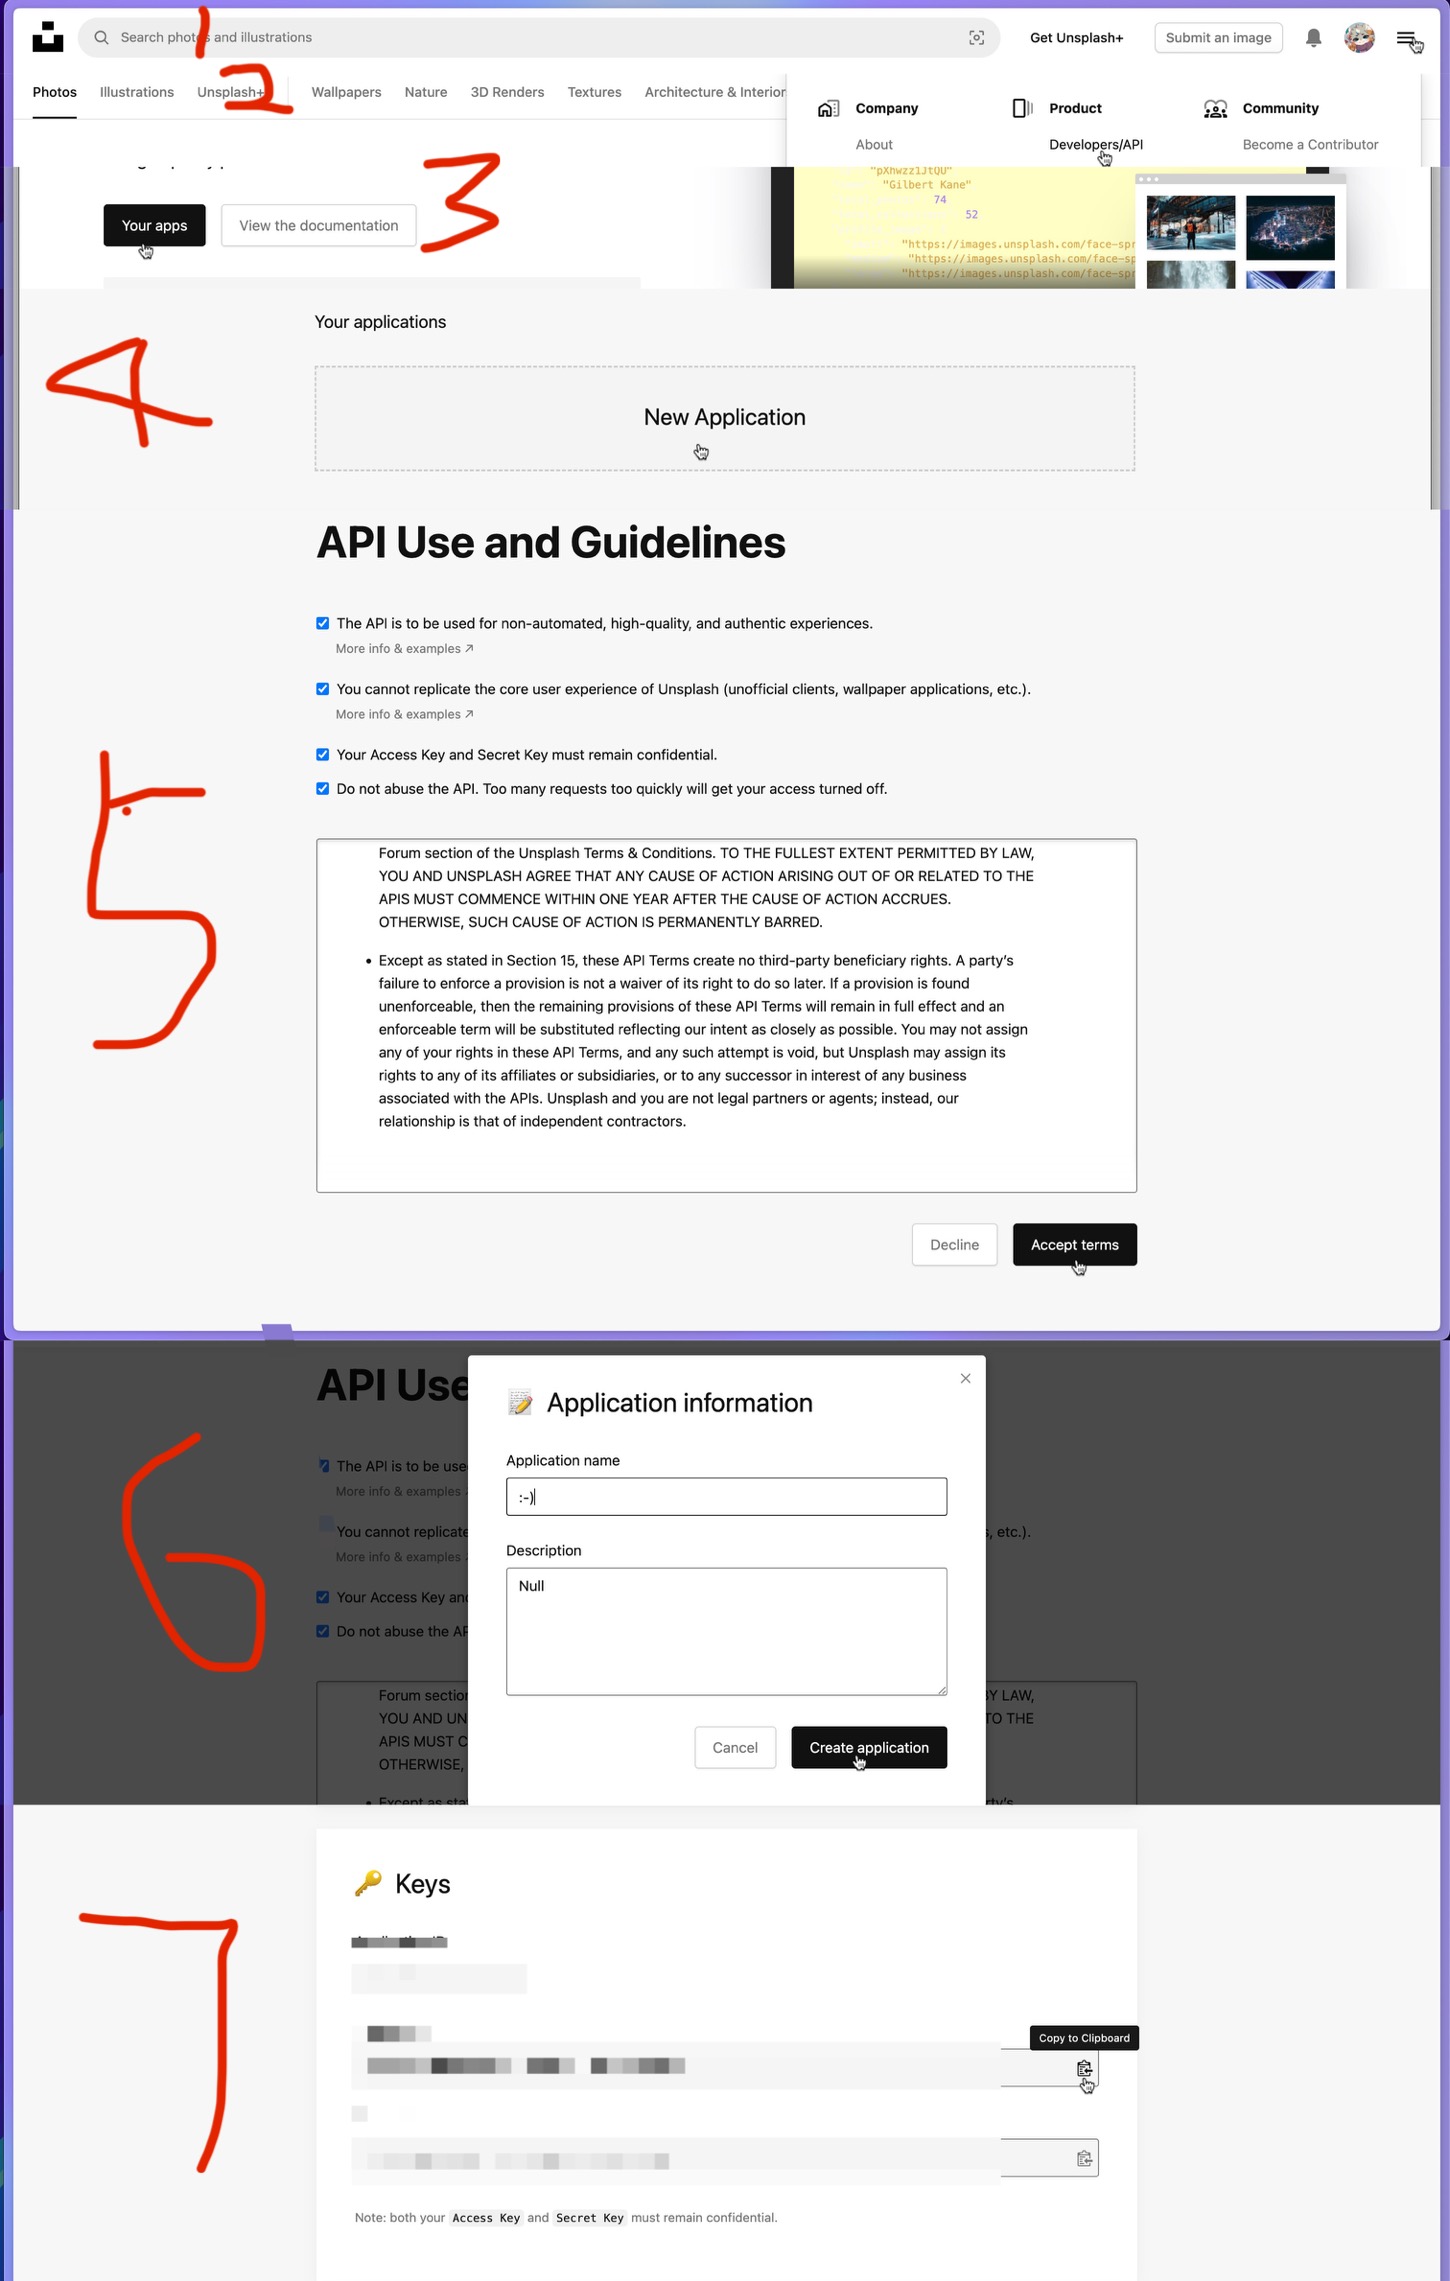 1
Search photos and illustrations
Get Unsplash+
Submit an image
2
Photos
Illustrations
Unsplash+
Wallpapers
Nature
3D Renders
Textures
Architecture & Interior
Company
Product
Community
About
Developers/API
Become a Contributor
3
Your apps
View the documentation
"pXhwzz1JtQU"
"Gilbert Kane"
74
52
"https://images.unsplash.com/face-spr
"https://images.unsplash.com/face-spr
"https://images.unsplash.com/face-spr
4
Your applications
New Application
5
API Use and Guidelines
The API is to be used for non-automated, high-quality, and authentic experiences.
More info & examples ↗
You cannot replicate the core user experience of Unsplash (unofficial clients, wallpaper applications, etc.).
More info & examples ↗
Your Access Key and Secret Key must remain confidential.
Do not abuse the API. Too many requests too quickly will get your access turned off.
Forum section of the Unsplash Terms & Conditions. TO THE FULLEST EXTENT PERMITTED BY LAW,
YOU AND UNSPLASH AGREE THAT ANY CAUSE OF ACTION ARISING OUT OF OR RELATED TO THE
APIS MUST COMMENCE WITHIN ONE YEAR AFTER THE CAUSE OF ACTION ACCRUES.
OTHERWISE, SUCH CAUSE OF ACTION IS PERMANENTLY BARRED.
• Except as stated in Section 15, these API Terms create no third-party beneficiary rights. A party's
failure to enforce a provision is not a waiver of its right to do so later. If a provision is found
unenforceable, then the remaining provisions of these API Terms will remain in full effect and an
enforceable term will be substituted reflecting our intent as closely as possible. You may not assign
any of your rights in these API Terms, and any such attempt is void, but Unsplash may assign its
rights to any of its affiliates or subsidiaries, or to any successor in interest of any business
associated with the APIs. Unsplash and you are not legal partners or agents; instead, our
relationship is that of independent contractors.
Decline
Accept terms
6
API Use
The API is to be use
More info & examples
You cannot replicate
s, etc.).
More info & examples
Your Access Key an
Do not abuse the AP
Forum section
BY LAW,
YOU AND UN
TO THE
APIS MUST C
OTHERWISE,
• Except as sta
party's
Application information
Application name
:-)
Description
Null
Cancel
Create application
7
Keys
Copy to Clipboard
Note: both your Access Key and Secret Key must remain confidential.